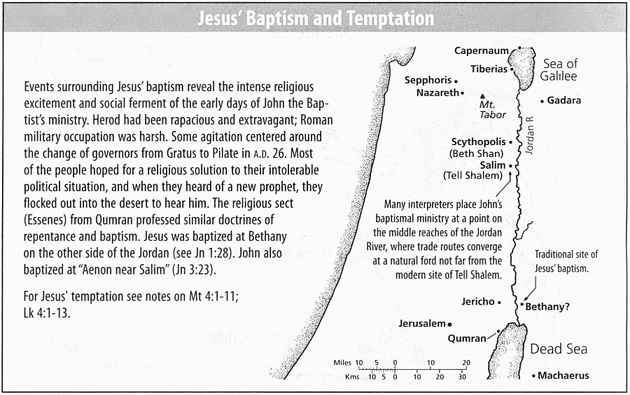 Jesus' Baptism and Temptation
Events surrounding Jesus' baptism reveal the intense religious
excitement and social ferment of the early days of John the Bap-
tist's ministry. Herod had been rapacious and extravagant; Roman
military occupation was harsh. Some agitation centered around
the change of governors from Gratus to Pilate in A.D. 26. Most
of the people hoped for a religious solution to their intolerable
political situation, and when they heard of a new prophet, they
flocked out into the desert to hear him. The religious sect
(Essenes) from Qumran professed similar doctrines of
repentance and baptism. Jesus was baptized at Bethany
on the other side of the Jordan (see Jn 1:28). John also
baptized at "Aenon near Salim" (Jn 3:23).
For Jesus' temptation see notes on Mt 4:1-11;
Lk 4:1-13.
Capernaum
Tiberias
Sea of
Galilee
Sepphoris
Nazareth
Mt.
Tabor
Gadara
Jordan R
Scythopolis
(Beth Shan)
Salim
(Tell Shalem)
Many interpreters place John's
baptismal ministry at a point on
the middle reaches of the Jordan
River, where trade routes converge
at a natural ford not far from the
modern site of Tell Shalem.
Traditional site of
Jesus' baptism.
Jericho
Bethany?
Jerusalem
Qumran
Dead Sea
Machaerus
Miles 10 5 0 10 20
Kms 10 5 0 10 20 30